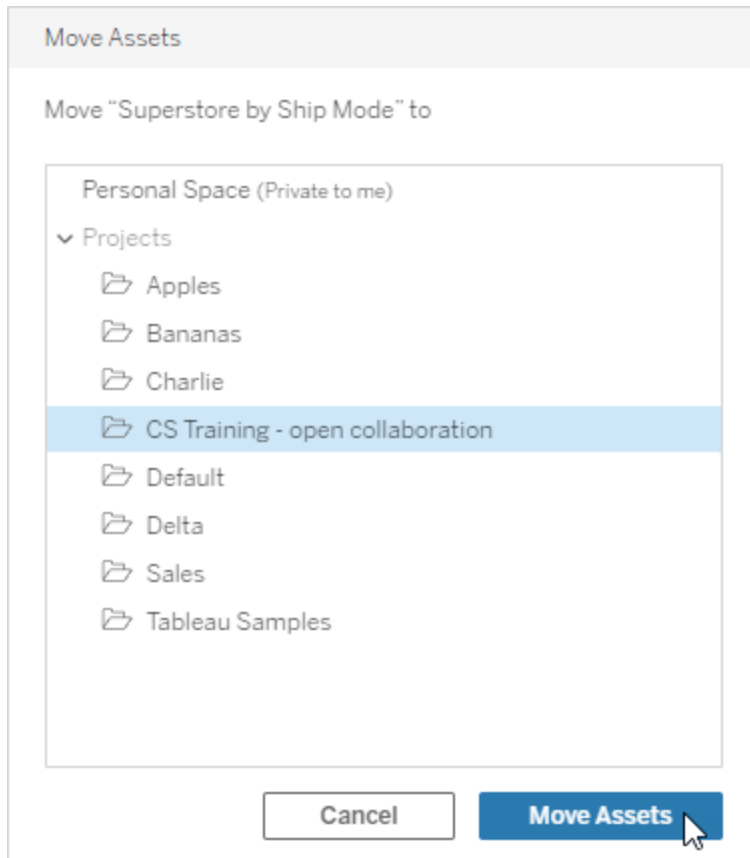 Move Assets
Move “Superstore by Ship Mode” to
Personal Space (Private to me)
Projects
Apples
Bananas
Charlie
CS Training - open collaboration
Default
Delta
Sales
Tableau Samples
Cancel
Move Assets